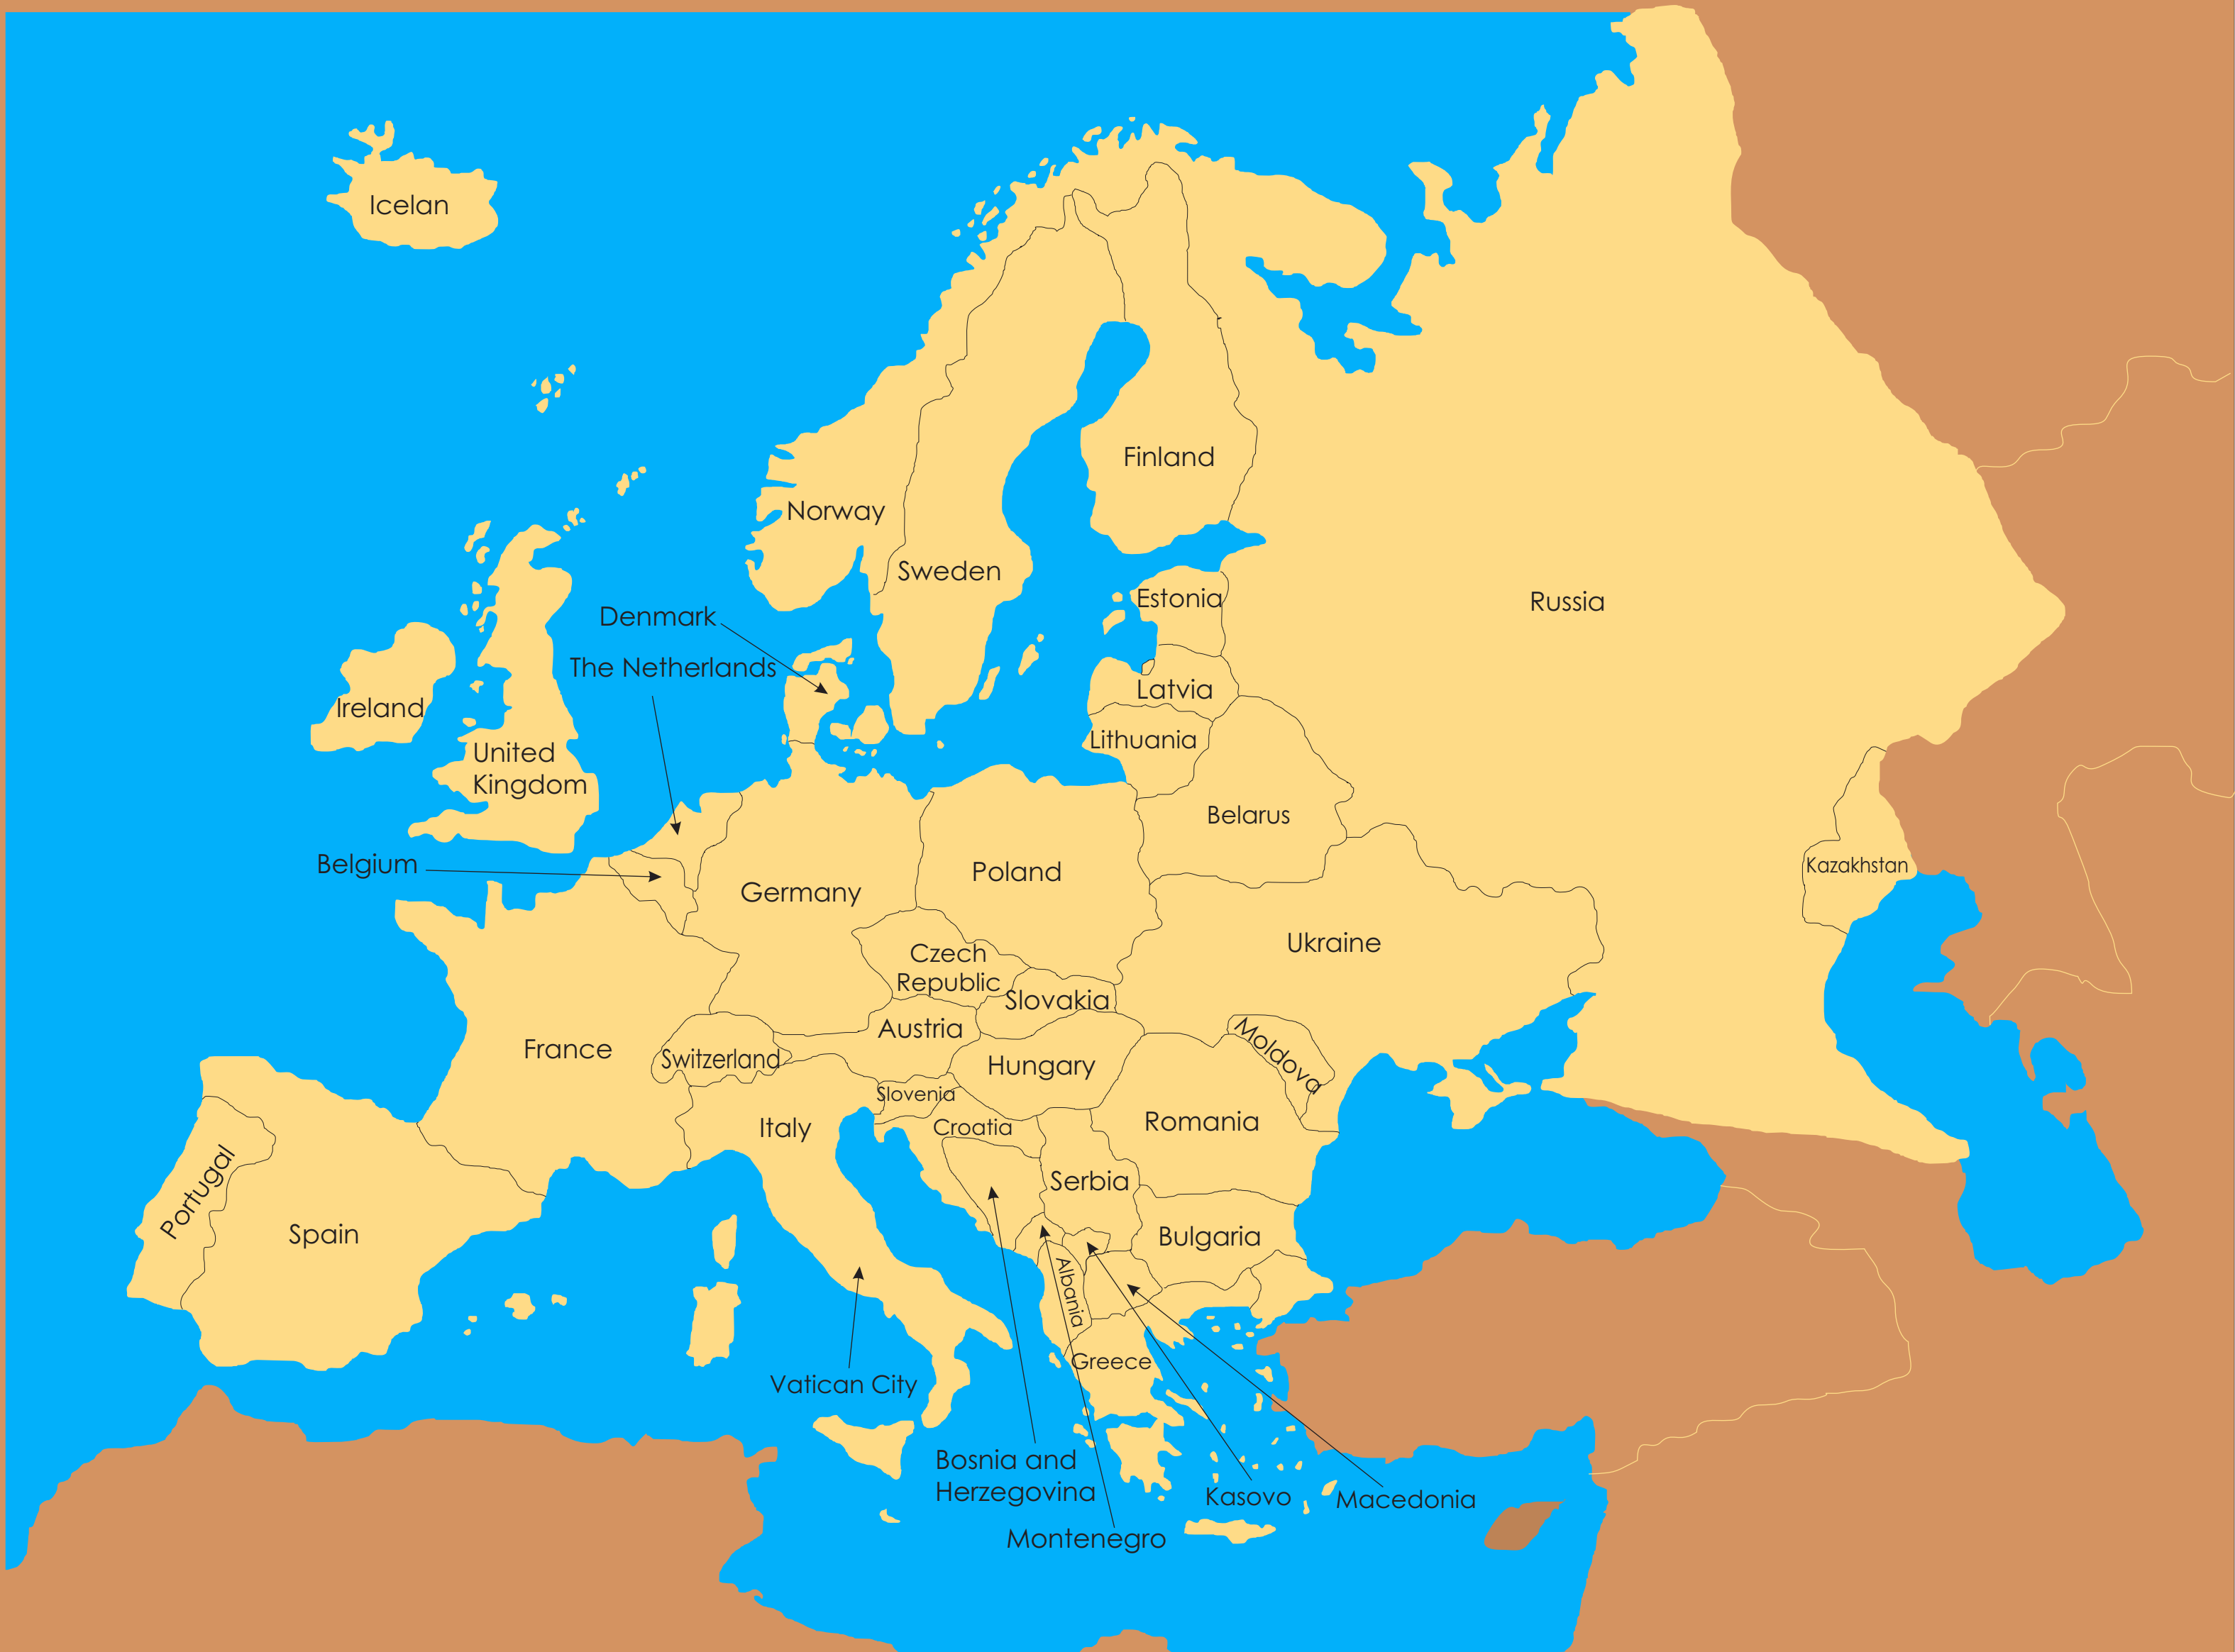 Icelan
Finland
Norway
Sweden
Estonia
Russia
Denmark
The Netherlands
Latvia
Ireland
Lithuania
United
Kingdom
Belarus
Belgium
Kazakhstan
Poland
Germany
Ukraine
Czech
Republic
Slovakia
Austria
France
Switzerland
Moldova
Hungary
Slovenia
Romania
Italy
Croatia
Serbia
Portugal
Spain
Bulgaria
Albania
Greece
Vatican City
Bosnia and
Herzegovina
Kasovo
Macedonia
Montenegro